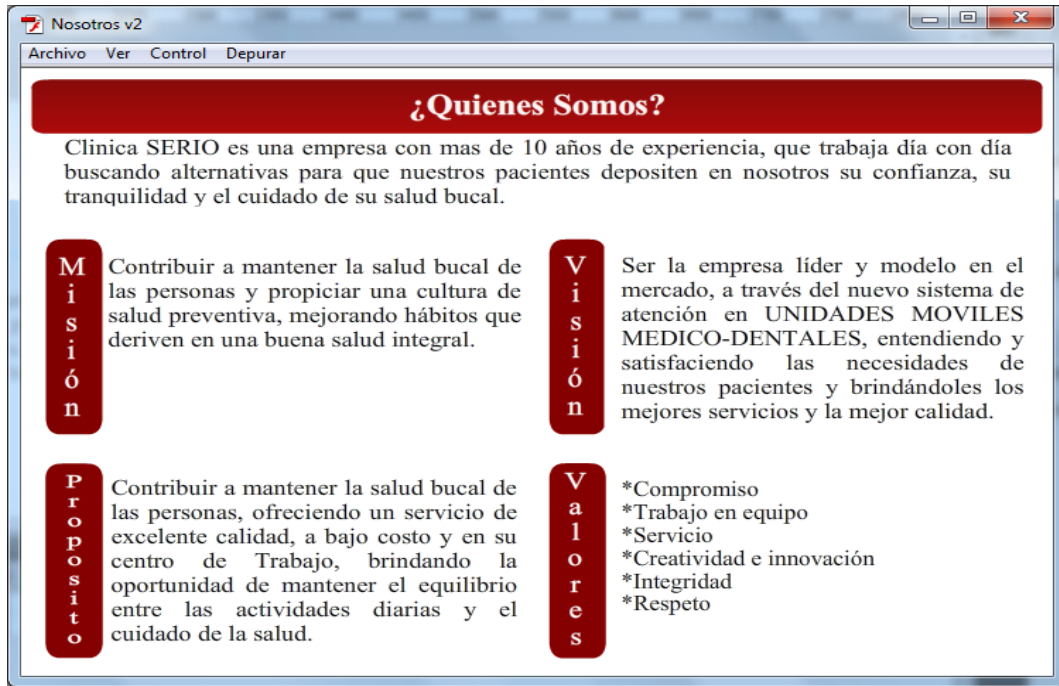 Nosotros v2
Archivo Ver Control Depurar
¿Quienes Somos?
Clinica SERIO es una empresa con mas de 10 años de experiencia, que trabaja día con día
buscando alternativas para que nuestros pacientes depositen en nosotros su confianza, su
tranquilidad y el cuidado de su salud bucal.
Misión
Contribuir a mantener la salud bucal de
las personas y propiciar una cultura de
salud preventiva, mejorando hábitos que
deriven en una buena salud integral.
Visión
Ser la empresa líder y modelo en el
mercado, a través del nuevo sistema de
atención en UNIDADES MOVILES
MEDICO-DENTALES, entendiendo y
satisfaciendo las necesidades de
nuestros pacientes y brindándoles los
mejores servicios y la mejor calidad.
Proposito
Contribuir a mantener la salud bucal de
las personas, ofreciendo un servicio de
excelente calidad, a bajo costo y en su
centro de Trabajo, brindando la
oportunidad de mantener el equilibrio
entre las actividades diarias y el
cuidado de la salud.
Valores
*Compromiso
*Trabajo en equipo
*Servicio
*Creatividad e innovación
*Integridad
*Respeto